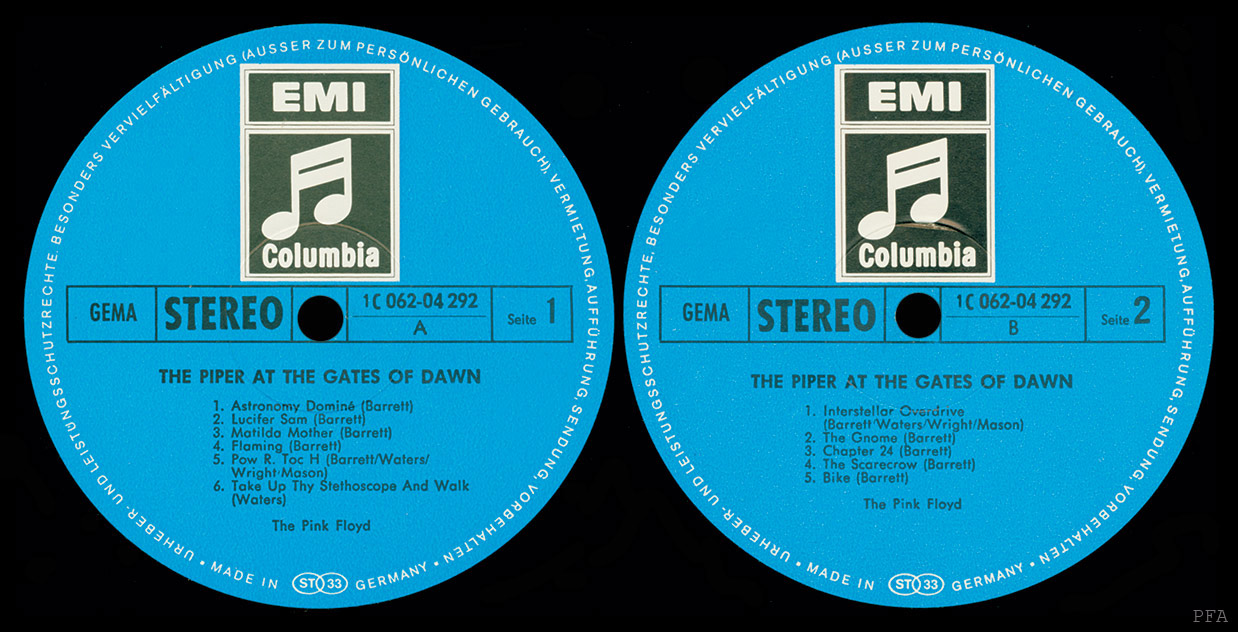 URHEBER- UND LEISTUNGSSCHUTZRECHTE, BESONDERS VERVIELFÄLTIGUNG (AUSSER ZUM PERSÖNLICHEN GEBRAUCH), VERMIETUNG, AUFFÜHRUNG, SENDUNG, VORBEHALTEN
EMI
Columbia
GEMA
STEREO
1C 062-04 292
A
Seite 1
THE PIPER AT THE GATES OF DAWN
1. Astronomy Dominé (Barrett)
2. Lucifer Sam (Barrett)
3. Matilda Mother (Barrett)
4. Flaming (Barrett)
5. Pow R. Toc H (Barrett/Waters/
Wright/Mason)
6. Take Up Thy Stethoscope And Walk
(Waters)
The Pink Floyd
• MADE IN ST 33 GERMANY •
URHEBER- UND LEISTUNGSSCHUTZRECHTE, BESONDERS VERVIELFÄLTIGUNG (AUSSER ZUM PERSÖNLICHEN GEBRAUCH), VERMIETUNG, AUFFÜHRUNG, SENDUNG, VORBEHALTEN
EMI
Columbia
GEMA
STEREO
1C 062-04 292
B
Seite 2
THE PIPER AT THE GATES OF DAWN
1. Interstellar Overdrive
(Barrett/Waters/Wright/Mason)
2. The Gnome (Barrett)
3. Chapter 24 (Barrett)
4. The Scarecrow (Barrett)
5. Bike (Barrett)
The Pink Floyd
• MADE IN ST 33 GERMANY •
PFA